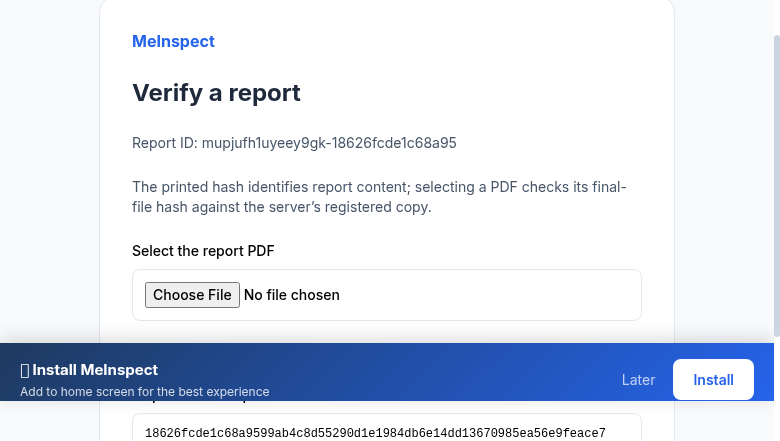 MeInspect
Verify a report
Report ID: mupjufh1uyeey9gk-18626fcde1c68a95
The printed hash identifies report content; selecting a PDF checks its final-
file hash against the server’s registered copy.
Select the report PDF
Choose File No file chosen
Install MeInspect
Add to home screen for the best experience
Later
Install
18626fcde1c68a9599ab4c8d55290d1e1984db6e14dd13670985ea56e9feace7